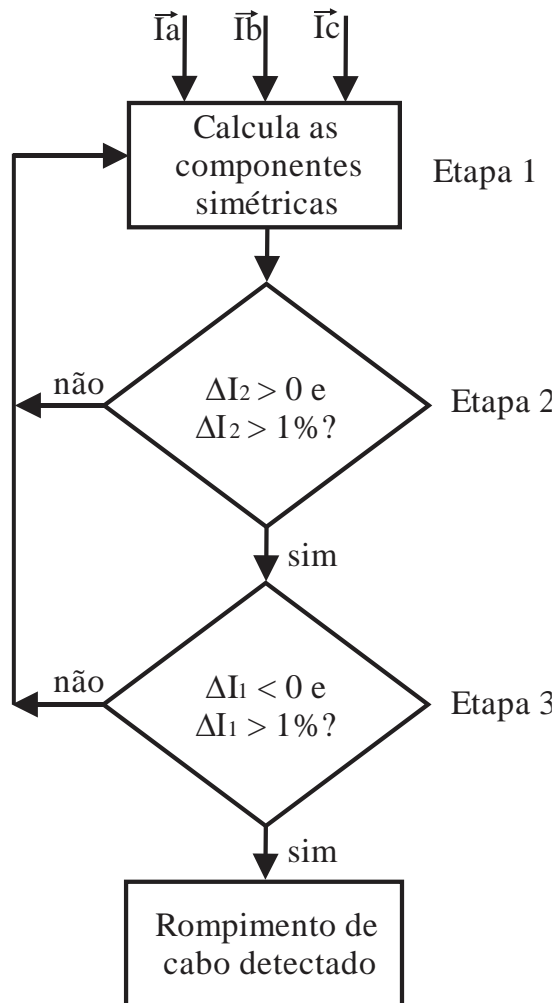 Ia Ib Ic
Calcula as
componentes
simétricas
Etapa 1
não
ΔI2 > 0 e
ΔI2 > 1%?
Etapa 2
sim
não
ΔI1 < 0 e
ΔI1 > 1%?
Etapa 3
sim
Rompimento de
cabo detectado